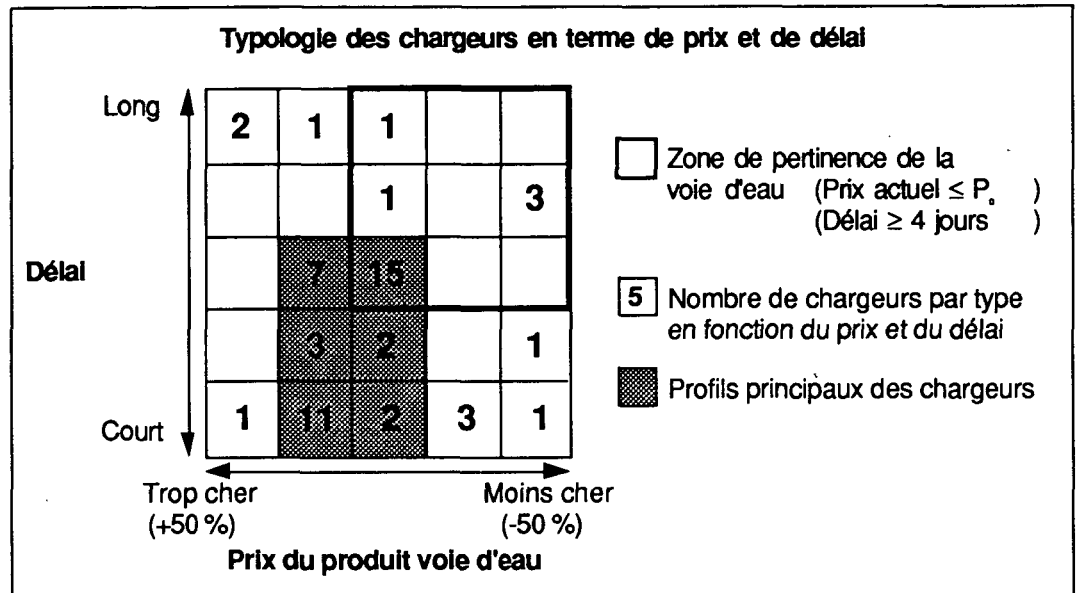 Typologie des chargeurs en terme de prix et de délai
Long
2 1 1
1 3
Délai
7 15
3 2 1
Court
1 11 2 3 1
Trop cher
(+50 %)
Moins cher
(-50 %)
Prix du produit voie d'eau
Zone de pertinence de la
voie d'eau (Prix actuel ≤ P )
(Délai ≥ 4 jours )
5 Nombre de chargeurs par type
en fonction du prix et du délai
Profils principaux des chargeurs